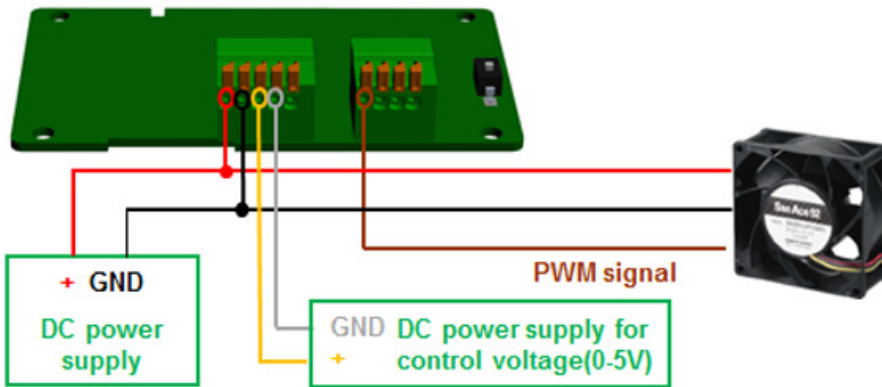 San Ace 92
PWM signal
+ GND
DC power
supply
GND DC power supply for
+ control voltage(0-5V)